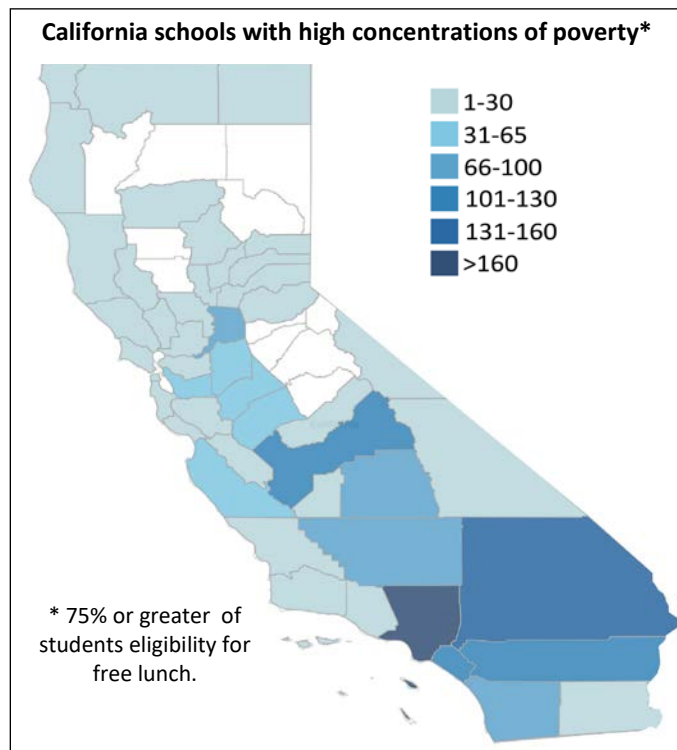 California schools with high concentrations of poverty*
1-30
31-65
66-100
101-130
131-160
>160
* 75% or greater of
students eligibility for
free lunch.